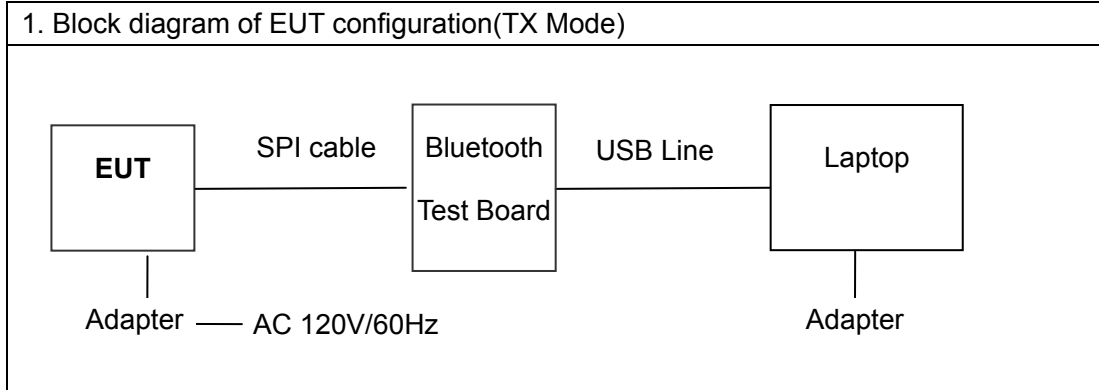 1. Block diagram of EUT configuration(TX Mode)
EUT
SPI cable
Bluetooth
Test Board
USB Line
Laptop
Adapter
AC 120V/60Hz
Adapter